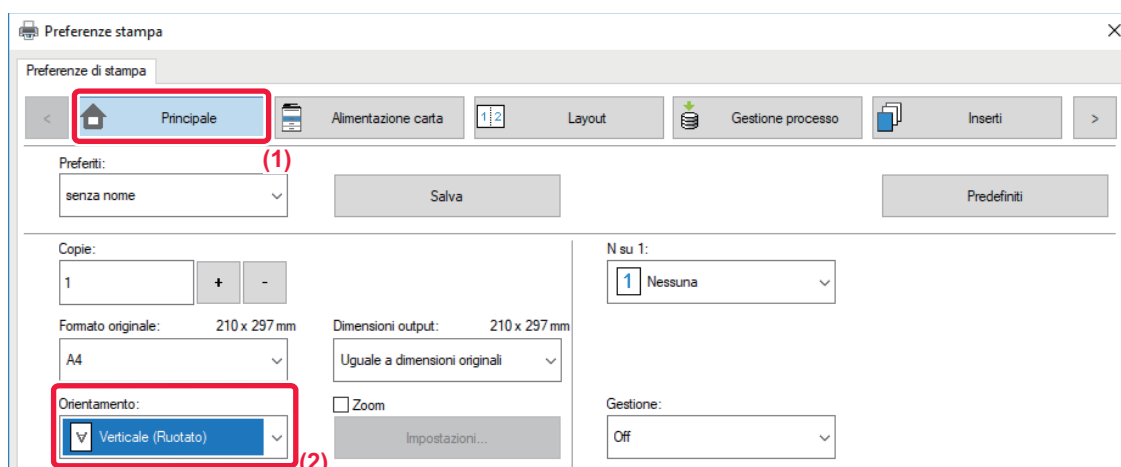 Preferenze stampa
Preferenze di stampa
< Principale Alimentazione carta 1 2 Layout Gestione processo Inserti >
(1)
Preferiti:
senza nome Salva Predefiniti
Copie: N su 1:
1 + - 1 Nessuna
Formato originale: 210 x 297 mm Dimensioni output: 210 x 297 mm
A4 Uguale a dimensioni originali
Orientamento: Zoom Gestione:
Verticale (Ruotato) Impostazioni... Off
(2)